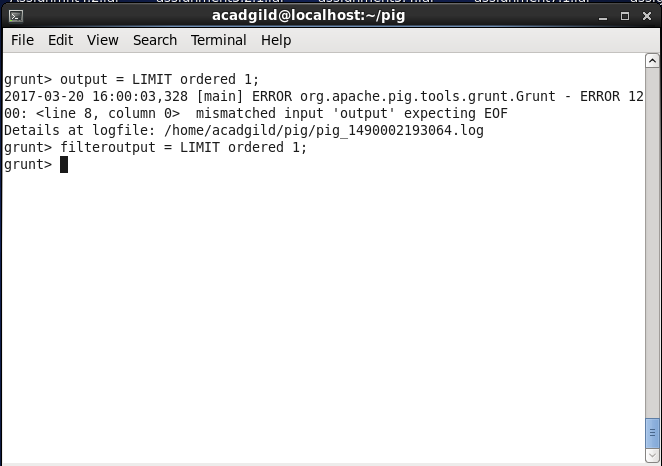 acadgild@localhost:~/pig
File Edit View Search Terminal Help
grunt> output = LIMIT ordered 1;
2017-03-20 16:00:03,328 [main] ERROR org.apache.pig.tools.grunt.Grunt - ERROR 12
00: <line 8, column 0>  mismatched input 'output' expecting EOF
Details at logfile: /home/acadgild/pig/pig_1490002193064.log
grunt> filteroutput = LIMIT ordered 1;
grunt>